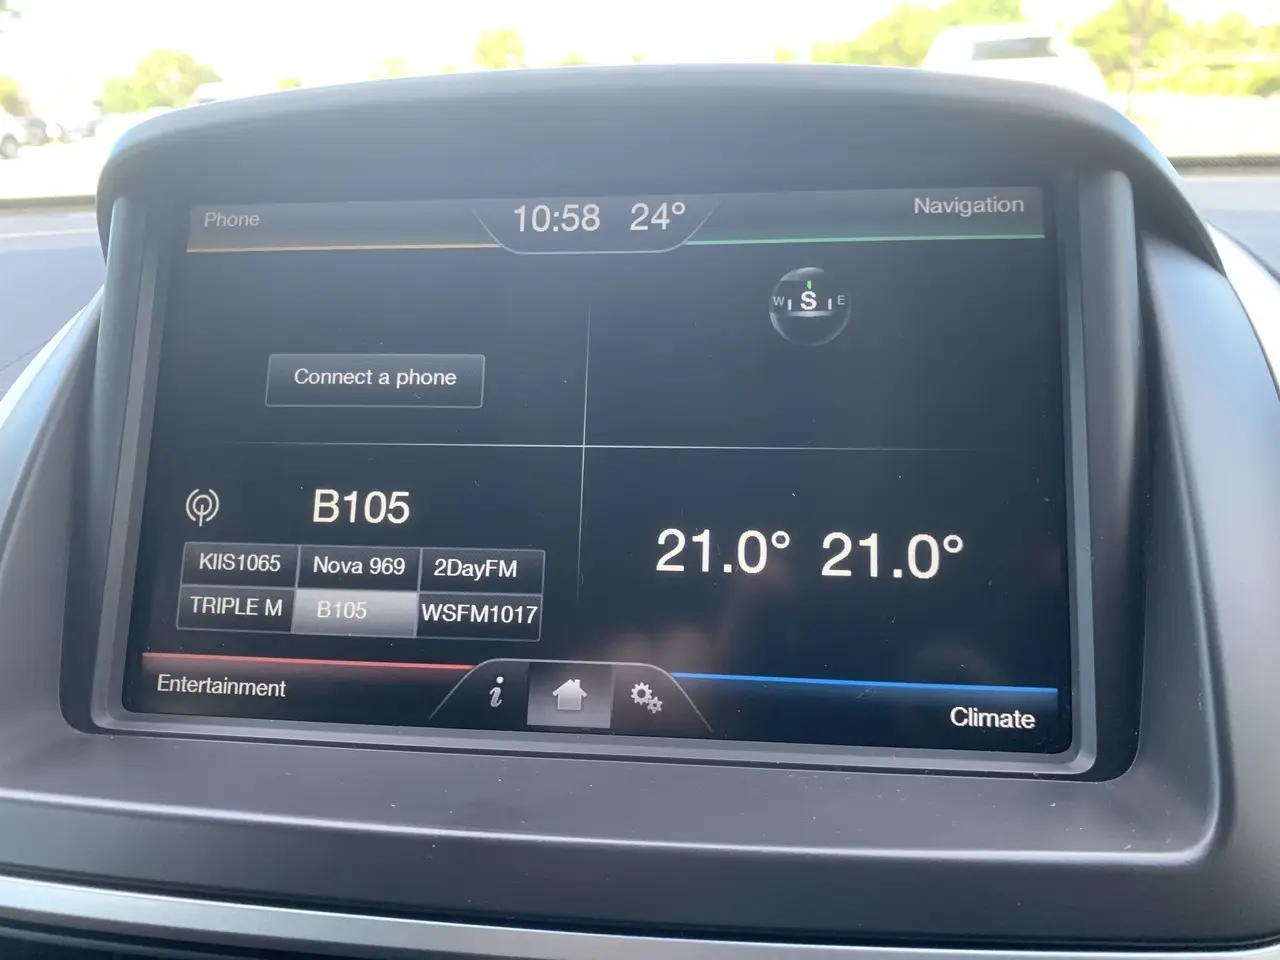 Phone
10:58 24°
Navigation
W S E
Connect a phone
B105
KIIS1065 Nova 969 2DayFM
TRIPLE M B105 WSFM1017
21.0° 21.0°
Entertainment
i
Climate